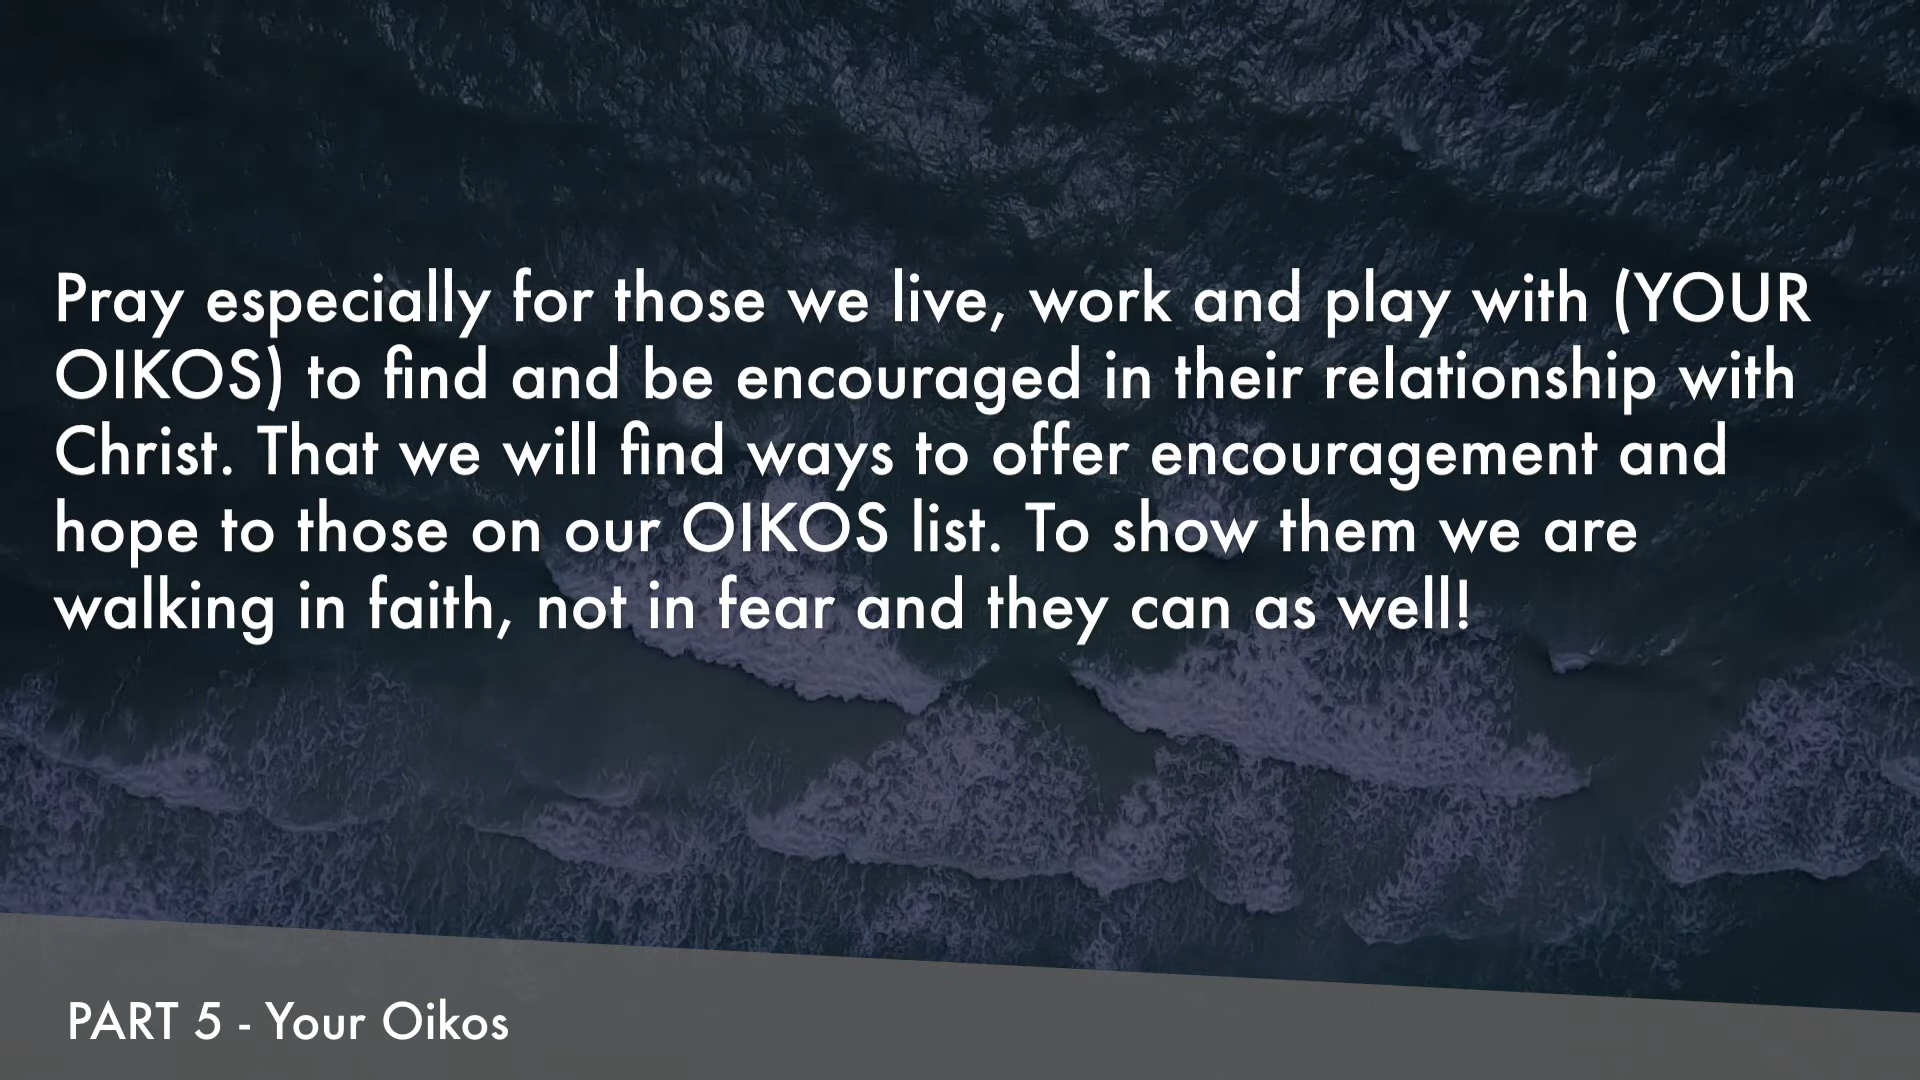 Pray especially for those we live, work and play with (YOUR
OIKOS) to find and be encouraged in their relationship with
Christ. That we will find ways to offer encouragement and
hope to those on our OIKOS list. To show them we are
walking in faith, not in fear and they can as well!
PART 5 - Your Oikos